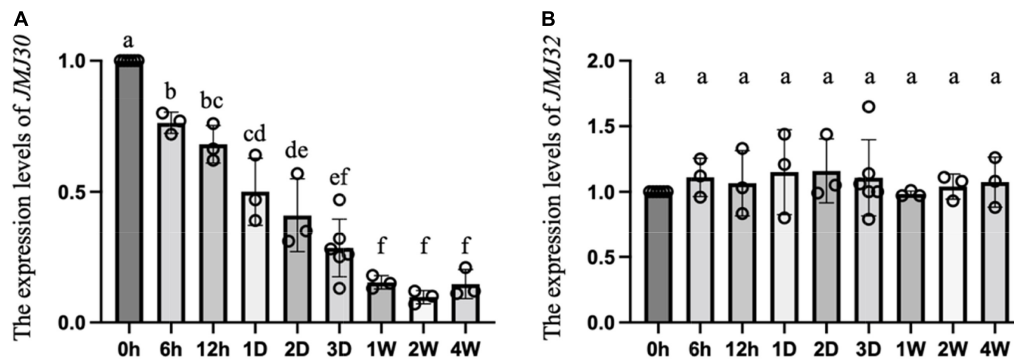 A
The expression levels of JMJ30
1.0
0.5
0.0
a
b
bc
cd
de
ef
f
f
f
0h 6h 12h 1D 2D 3D 1W 2W 4W
B
The expression levels of JMJ32
2.0
1.5
1.0
0.5
0.0
a a a a a a a a a
0h 6h 12h 1D 2D 3D 1W 2W 4W